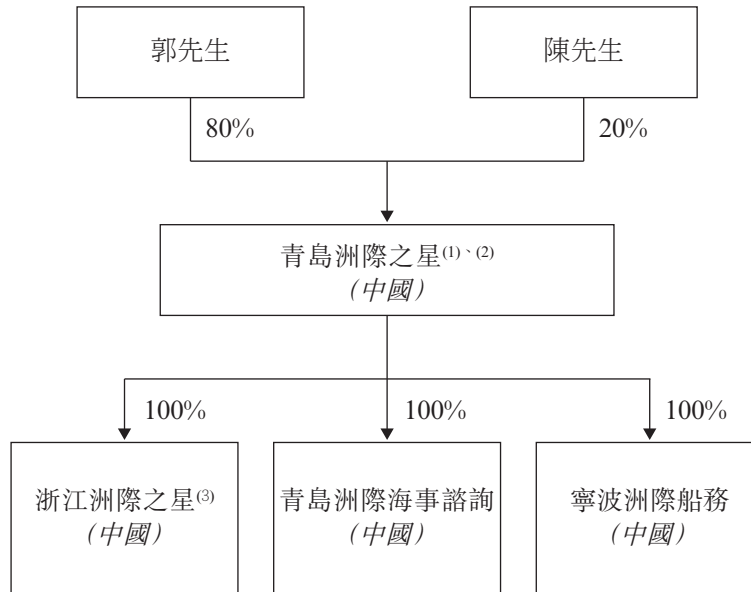 郭先生
陳先生
80%
20%
青島洲際之星(1)、(2)
（中國）
100%
100%
100%
浙江洲際之星(3)
（中國）
青島洲際海事諮詢
（中國）
寧波洲際船務
（中國）